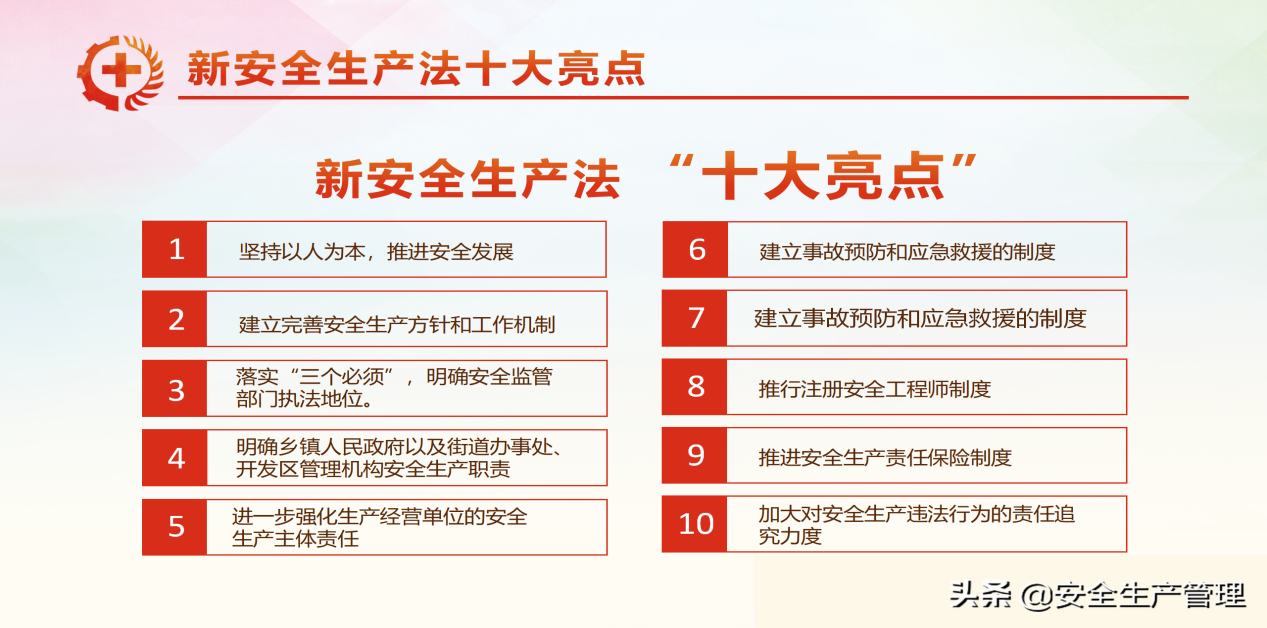 新安全生产法十大亮点
新安全生产法 “十大亮点”
1 坚持以人为本，推进安全发展
2 建立完善安全生产方针和工作机制
3 落实“三个必须”，明确安全监管
部门执法地位。
4 明确乡镇人民政府以及街道办事处、
开发区管理机构安全生产职责
5 进一步强化生产经营单位的安全
生产主体责任
6 建立事故预防和应急救援的制度
7 建立事故预防和应急救援的制度
8 推行注册安全工程师制度
9 推进安全生产责任保险制度
10 加大对安全生产违法行为的责任追
究力度
头条 @安全生产管理